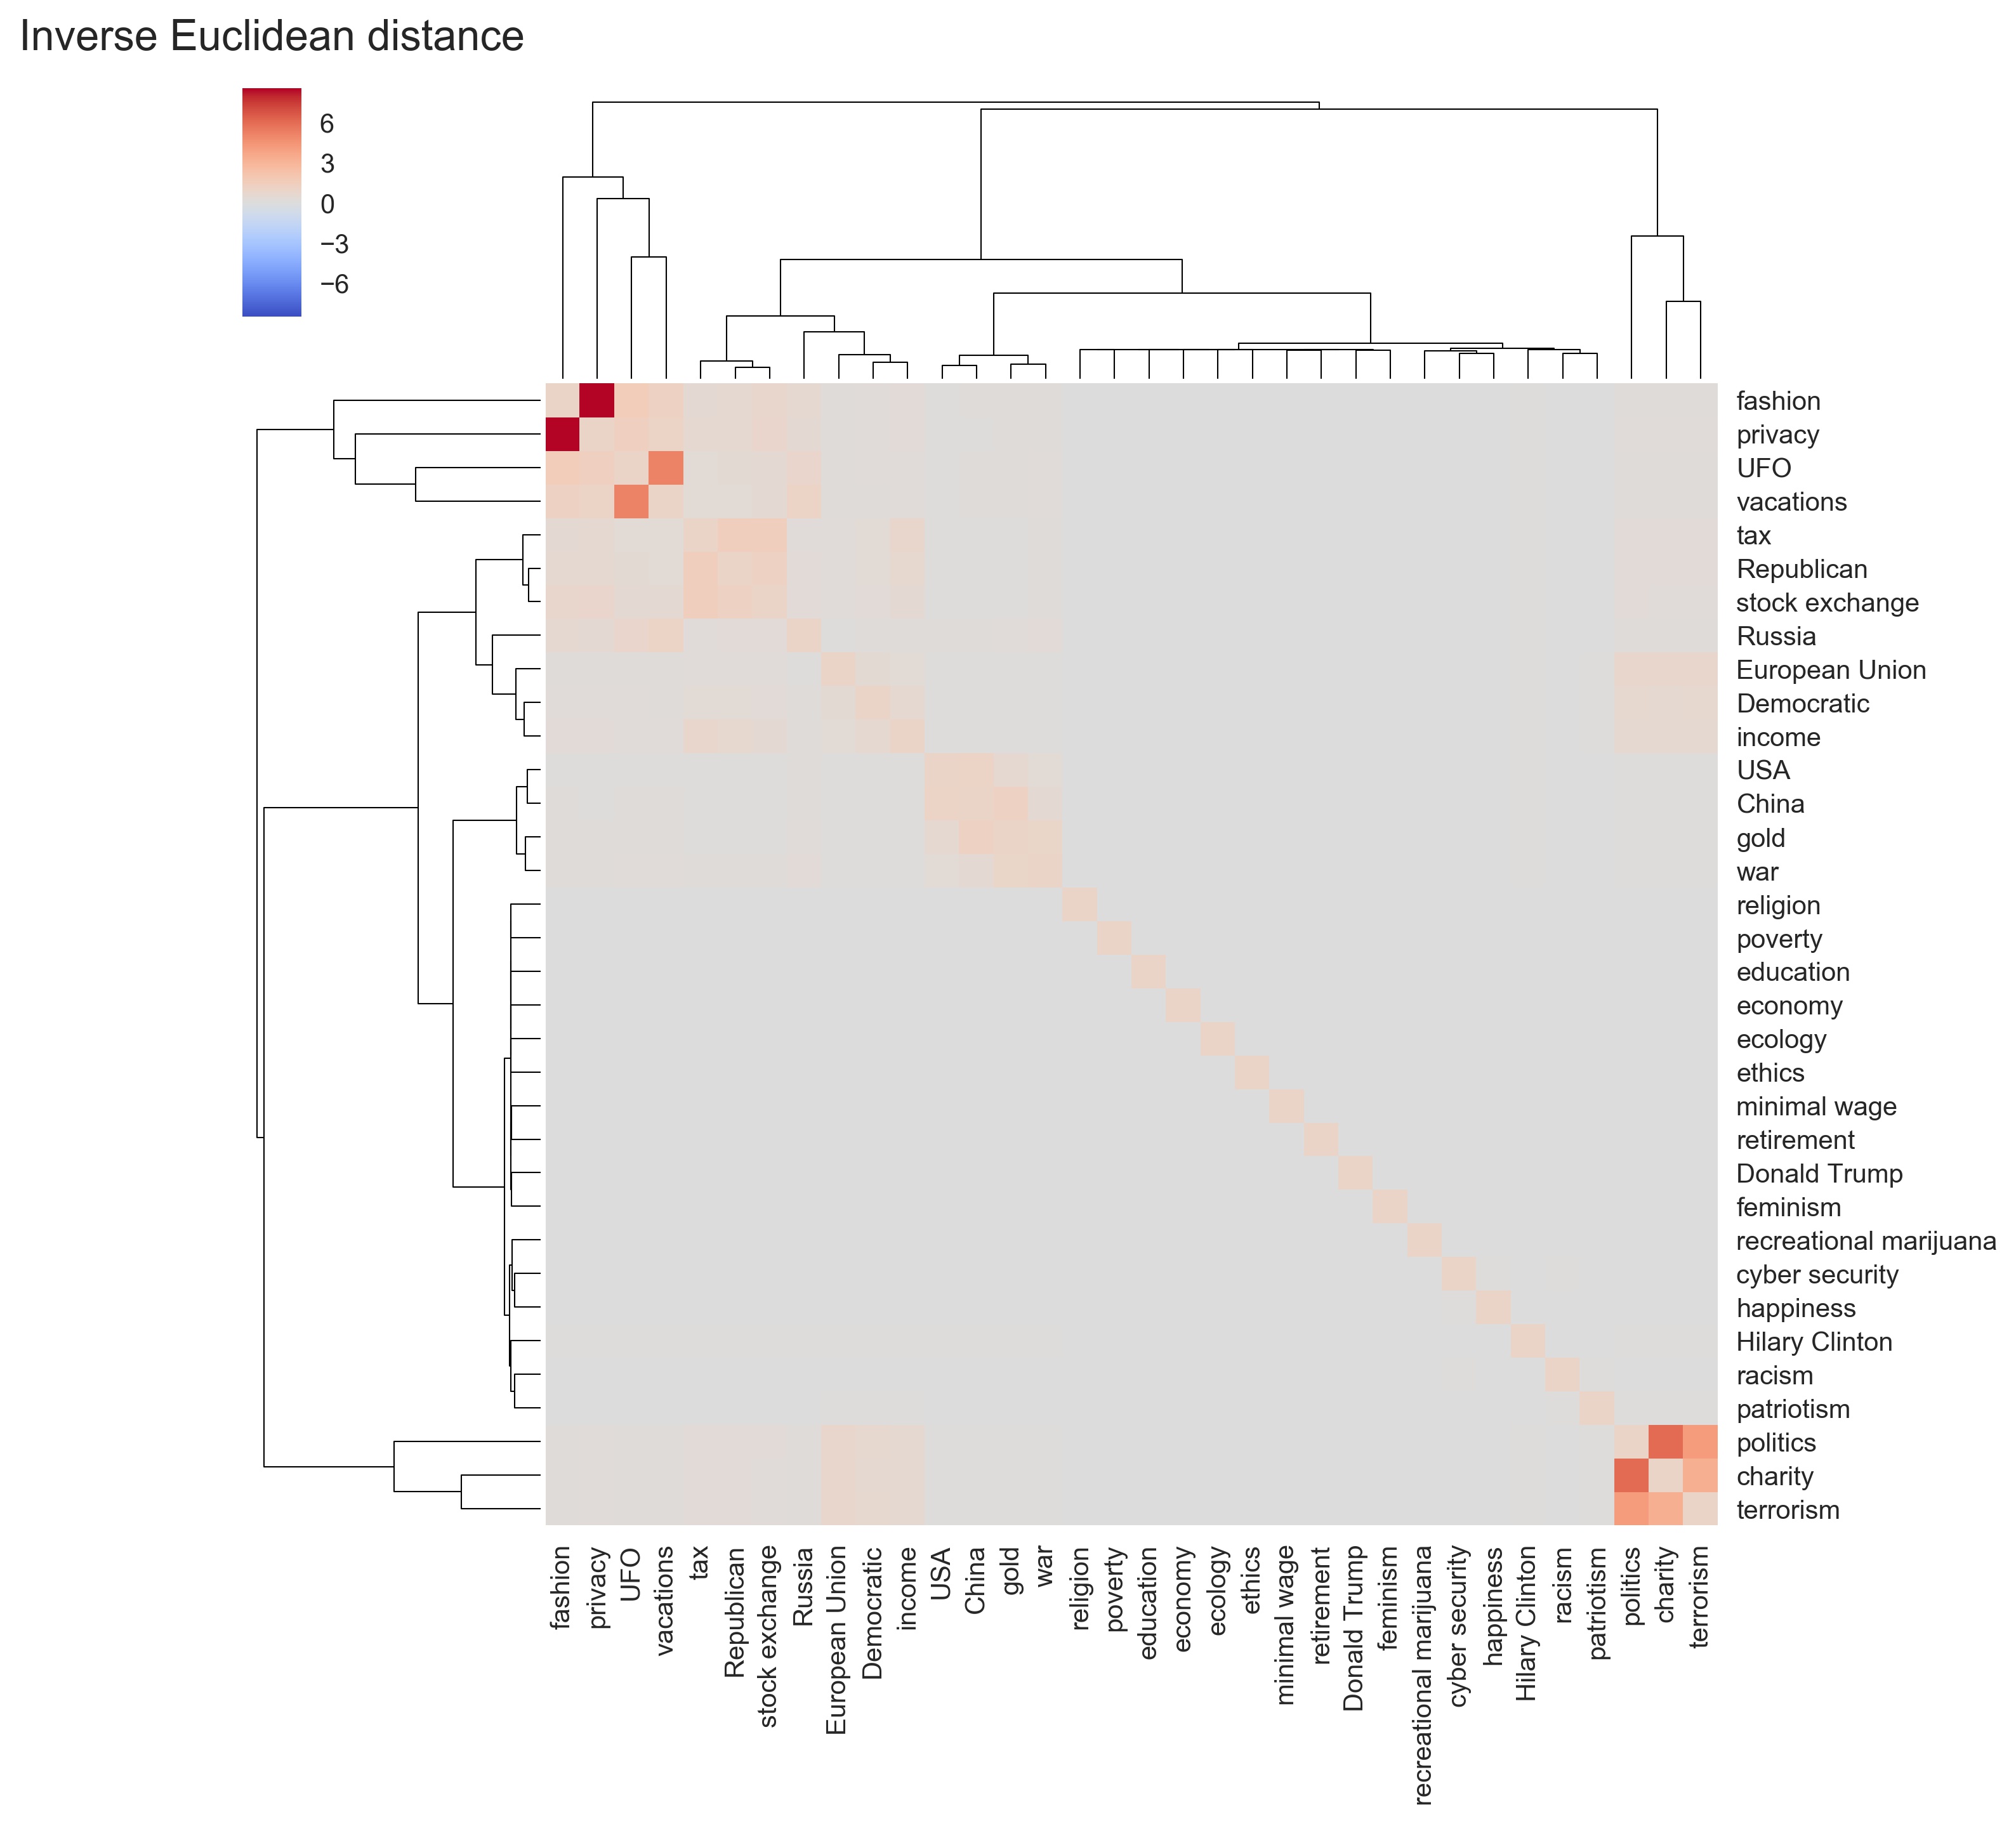 Inverse Euclidean distance
6
3
0
−3
−6
fashion
privacy
UFO
vacations
tax
Republican
stock exchange
Russia
European Union
Democratic
income
USA
China
gold
war
religion
poverty
education
economy
ecology
ethics
minimal wage
retirement
Donald Trump
feminism
recreational marijuana
cyber security
happiness
Hilary Clinton
racism
patriotism
politics
charity
terrorism
fashion
privacy
UFO
vacations
tax
Republican
stock exchange
Russia
European Union
Democratic
income
USA
China
gold
war
religion
poverty
education
economy
ecology
ethics
minimal wage
retirement
Donald Trump
feminism
recreational marijuana
cyber security
happiness
Hilary Clinton
racism
patriotism
politics
charity
terrorism